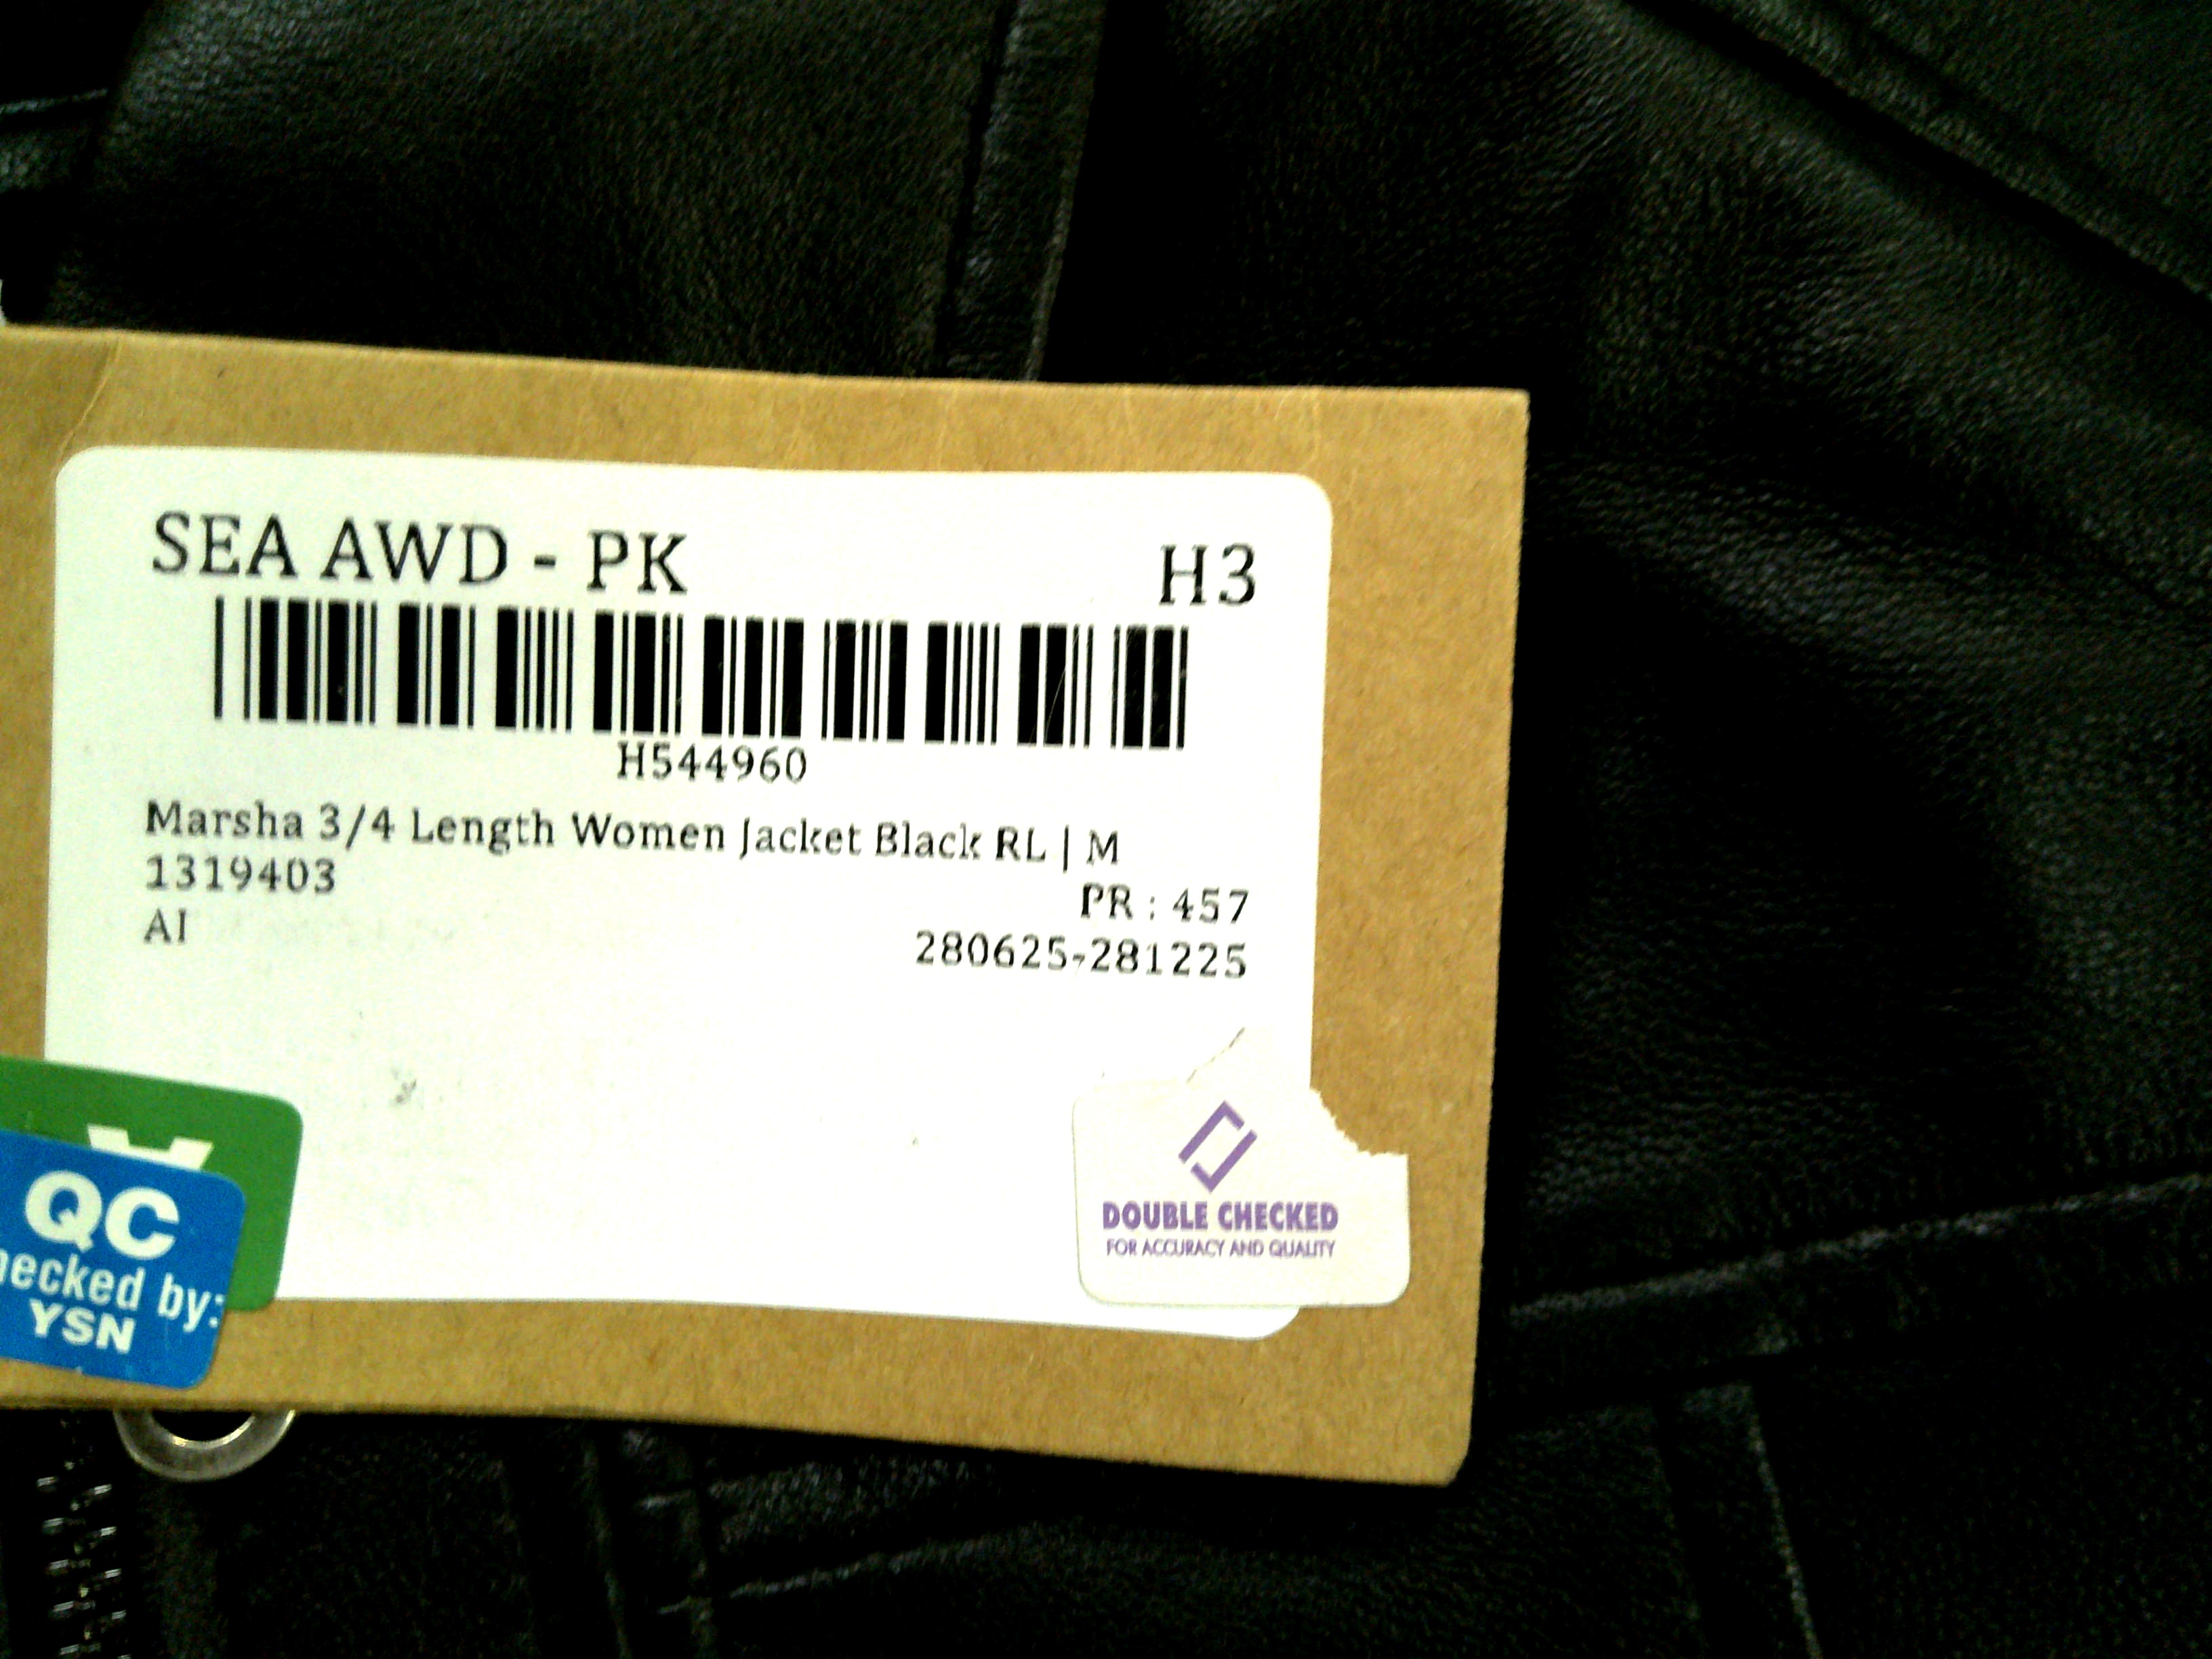 SEA AWD - PK H3
H544960
Marsha 3/4 Length Women Jacket Black RL | M
1319403 PR : 457
AI 280625-281225
DOUBLE CHECKED
FOR ACCURACY AND QUALITY
QC
hecked by:
YSN